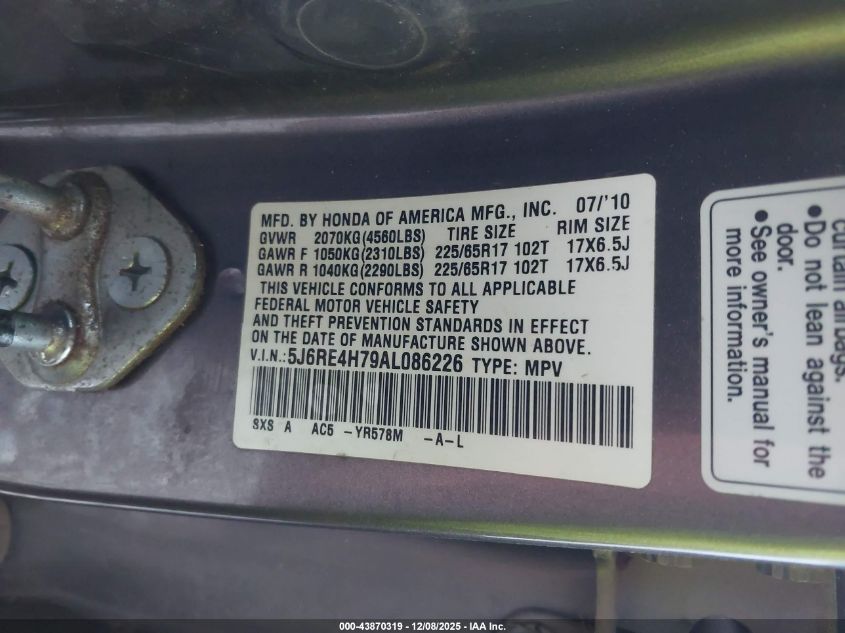 MFD. BY HONDA OF AMERICA MFG., INC. 07/'10
GVWR 2070KG(4560LBS) TIRE SIZE RIM SIZE
GAWR F 1050KG(2310LBS) 225/65R17 102T 17X6.5J
GAWR R 1040KG(2290LBS) 225/65R17 102T 17X6.5J
THIS VEHICLE CONFORMS TO ALL APPLICABLE
FEDERAL MOTOR VEHICLE SAFETY
AND THEFT PREVENTION STANDARDS IN EFFECT
ON THE DATE OF MANUFACTURE SHOWN ABOVE.
V.I.N.:5J6RE4H79AL086226 TYPE: MPV
SXS A AC5 -YR578M -A-L
curtain airbags.
• Do not lean against the
door.
• See owner's manual for
more information.
000-43870319 - 12/08/2025 - IAA Inc.